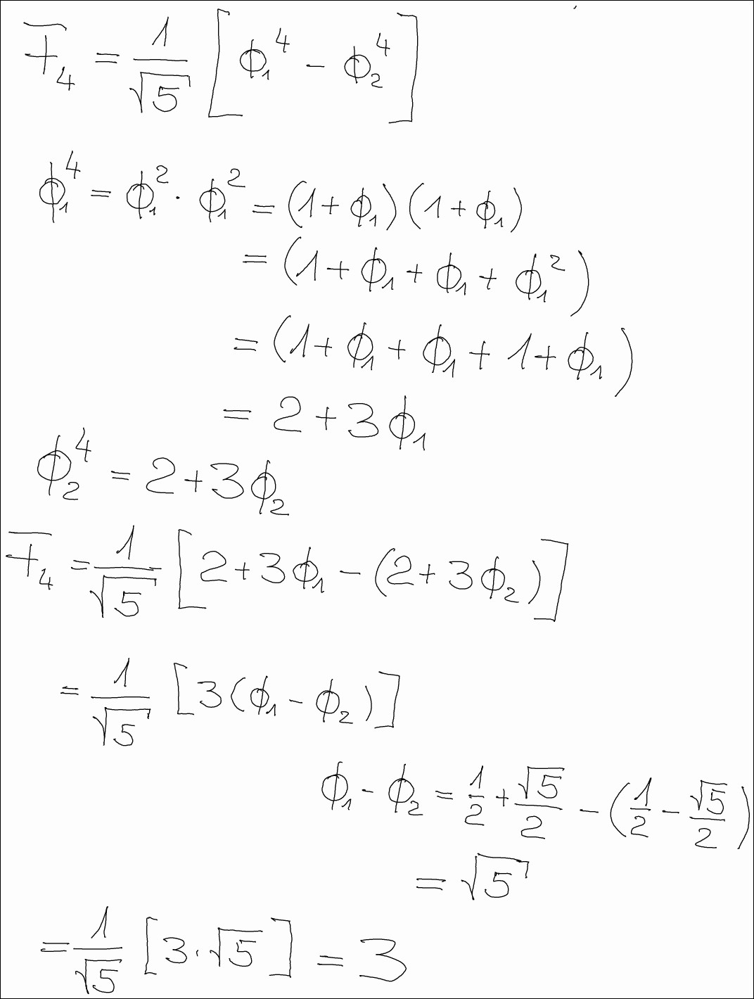 F₄ = 1/√5 [ϕ₁⁴ - ϕ₂⁴]
ϕ₁⁴ = ϕ₁² · ϕ₁² = (1+ϕ₁)(1+ϕ₁)
= (1+ϕ₁+ϕ₁+ϕ₁²)
= (1+ϕ₁+ϕ₁+1+ϕ₁)
= 2+3ϕ₁
ϕ₂⁴ = 2+3ϕ₂
F₄ = 1/√5 [2+3ϕ₁ - (2+3ϕ₂)]
= 1/√5 [3(ϕ₁ - ϕ₂)]
ϕ₁ - ϕ₂ = 1/2 + √5/2 - (1/2 - √5/2)
= √5
= 1/√5 [3·√5] = 3